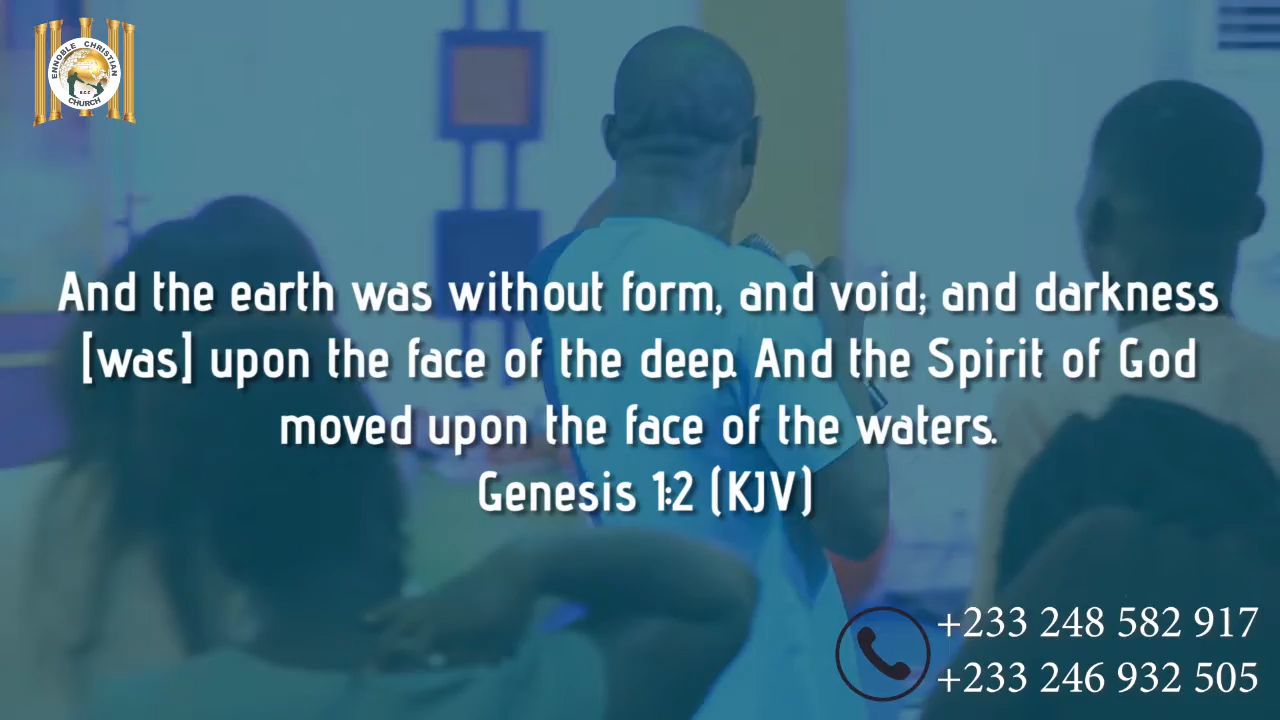 ENNOBLE CHRISTIAN
E.C.C
CHURCH
And the earth was without form, and void; and darkness
[was] upon the face of the deep. And the Spirit of God
moved upon the face of the waters.
Genesis 1:2 (KJV)
+233 248 582 917
+233 246 932 505